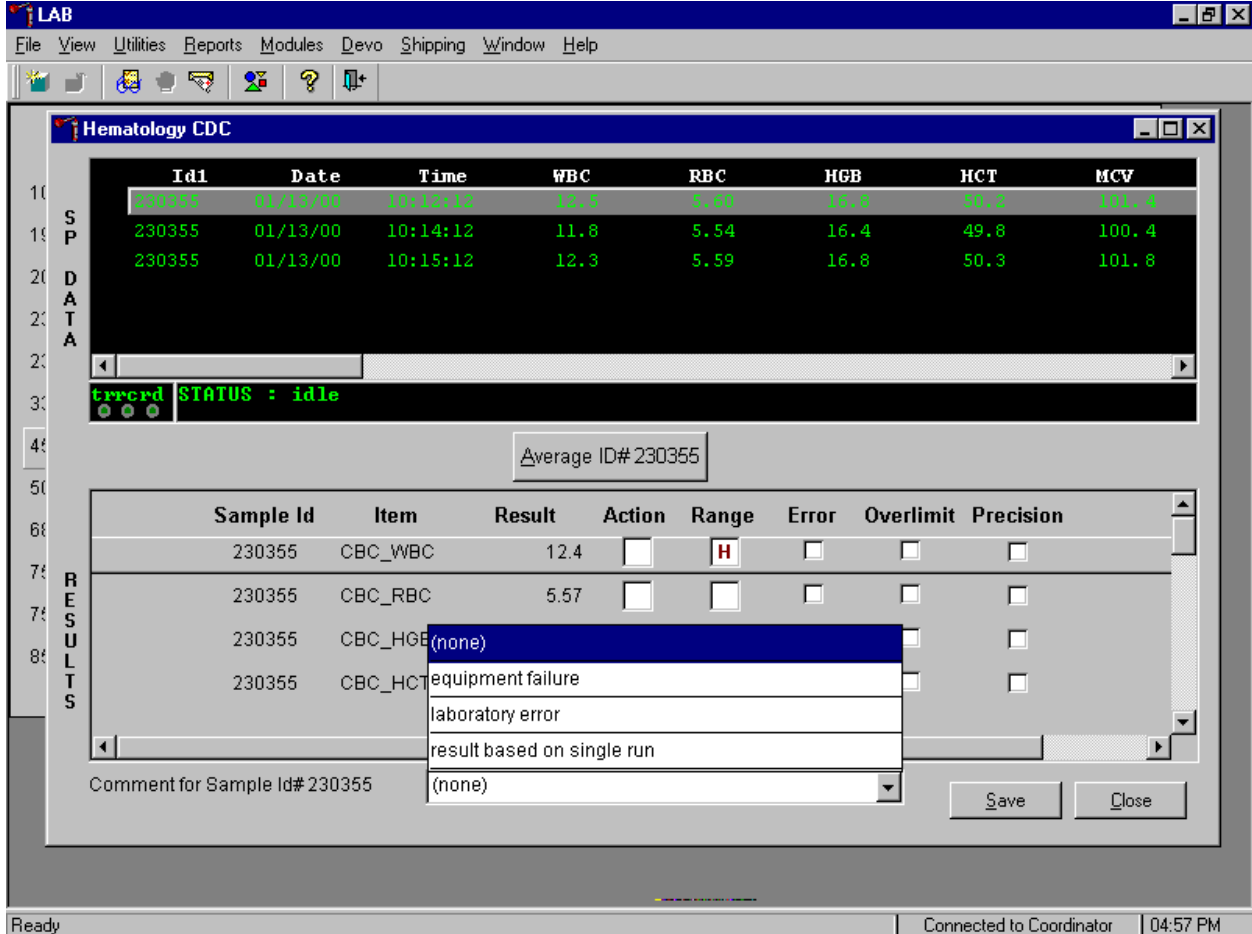 LAB
File View Utilities Reports Modules Devo Shipping Window Help
Hematology CDC
SP DATA
Id1 Date Time WBC RBC HGB HCT MCV
230355 01/13/00 10:12:12 12.5 5.60 16.8 50.2 101.4
230355 01/13/00 10:14:12 11.8 5.54 16.4 49.8 100.4
230355 01/13/00 10:15:12 12.3 5.59 16.8 50.3 101.8
trrcrd STATUS : idle
Average ID# 230355
RESULTS
Sample Id Item Result Action Range Error Overlimit Precision
230355 CBC_WBC 12.4 H
230355 CBC_RBC 5.57
230355 CBC_HGB
230355 CBC_HCT
(none)
equipment failure
laboratory error
result based on single run
Comment for Sample Id# 230355 (none)
Save Close
Ready Connected to Coordinator 04:57 PM